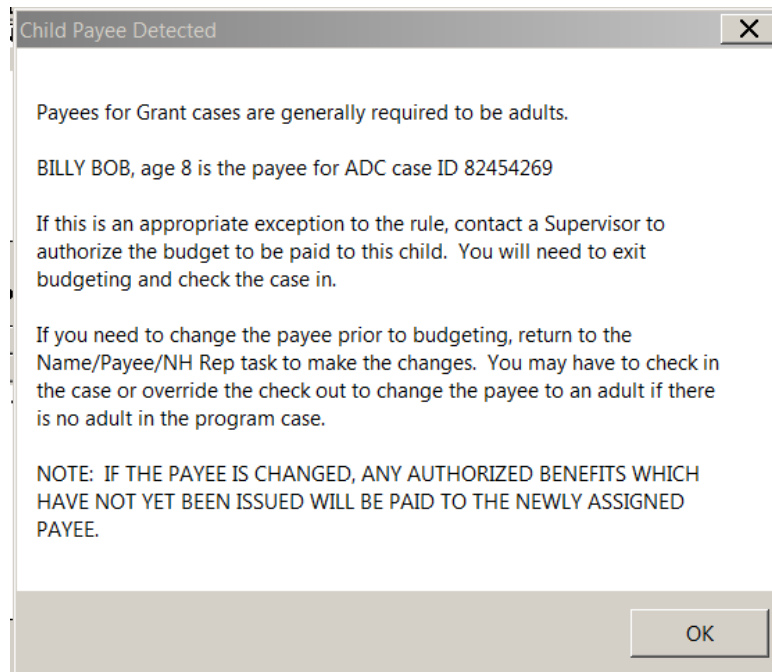 Child Payee Detected
Payees for Grant cases are generally required to be adults.
BILLY BOB, age 8 is the payee for ADC case ID 82454269
If this is an appropriate exception to the rule, contact a Supervisor to
authorize the budget to be paid to this child.  You will need to exit
budgeting and check the case in.
If you need to change the payee prior to budgeting, return to the
Name/Payee/NH Rep task to make the changes.  You may have to check in
the case or override the check out to change the payee to an adult if there
is no adult in the program case.
NOTE:  IF THE PAYEE IS CHANGED, ANY AUTHORIZED BENEFITS WHICH
HAVE NOT YET BEEN ISSUED WILL BE PAID TO THE NEWLY ASSIGNED
PAYEE.
OK